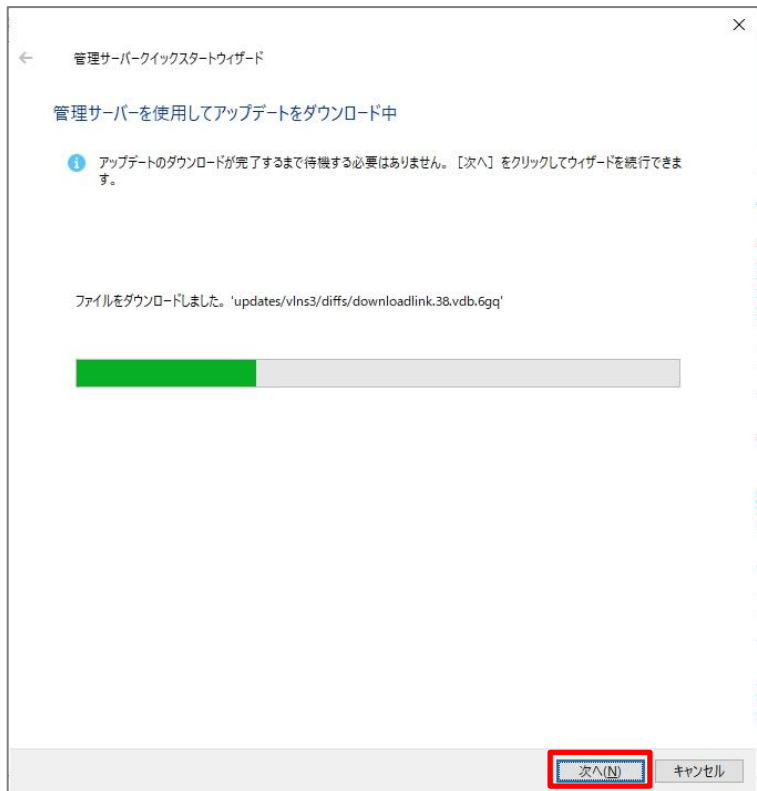 管理サーバークイックスタートウィザード
管理サーバーを使用してアップデートをダウンロード中
アップデートのダウンロードが完了するまで待機する必要はありません。［次へ］をクリックしてウィザードを続行できま
す。
ファイルをダウンロードしました。'updates/vlns3/diffs/downloadlink.38.vdb.6gq'
次へ(N)
キャンセル